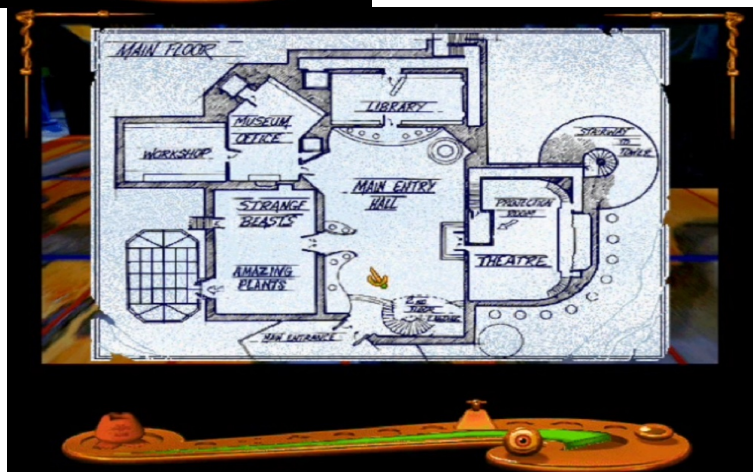 MAIN FLOOR
LIBRARY
MUSEUM
OFFICE
WORKSHOP
STAIRWAY
TO
TOWER
MAIN ENTRY
HALL
STRANGE
BEASTS
PROJECTION
ROOM
THEATRE
AMAZING
PLANTS
MAIN ENTRANCE